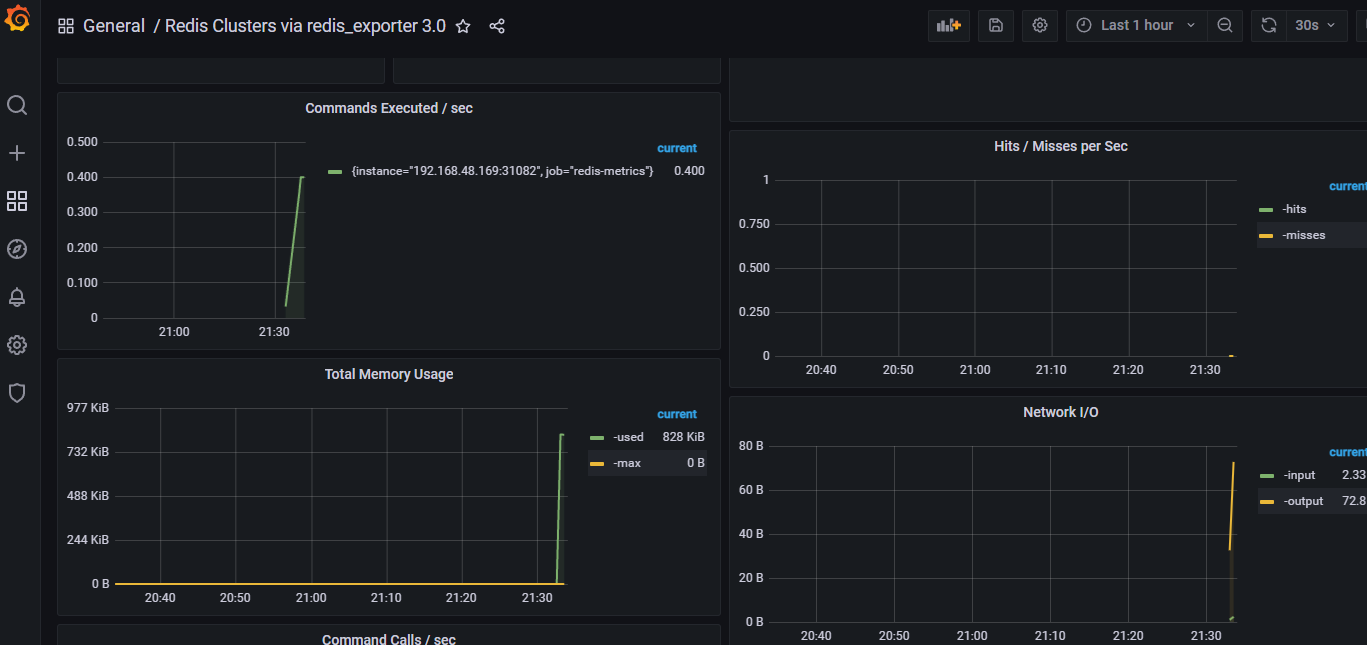 General / Redis Clusters via redis_exporter 3.0
Last 1 hour
30s
Commands Executed / sec
current
0.500
0.400
0.300
0.200
0.100
0
21:00
21:30
{instance="192.168.48.169:31082", job="redis-metrics"} 0.400
Hits / Misses per Sec
current
1
0.750
0.500
0.250
0
20:40 20:50 21:00 21:10 21:20 21:30
-hits
-misses
Total Memory Usage
current
977 KiB
732 KiB
488 KiB
244 KiB
0 B
20:40 20:50 21:00 21:10 21:20 21:30
-used 828 KiB
-max 0 B
Network I/O
current
80 B
60 B
40 B
20 B
0 B
20:40 20:50 21:00 21:10 21:20 21:30
-input 2.33
-output 72.8
Command Calls / sec